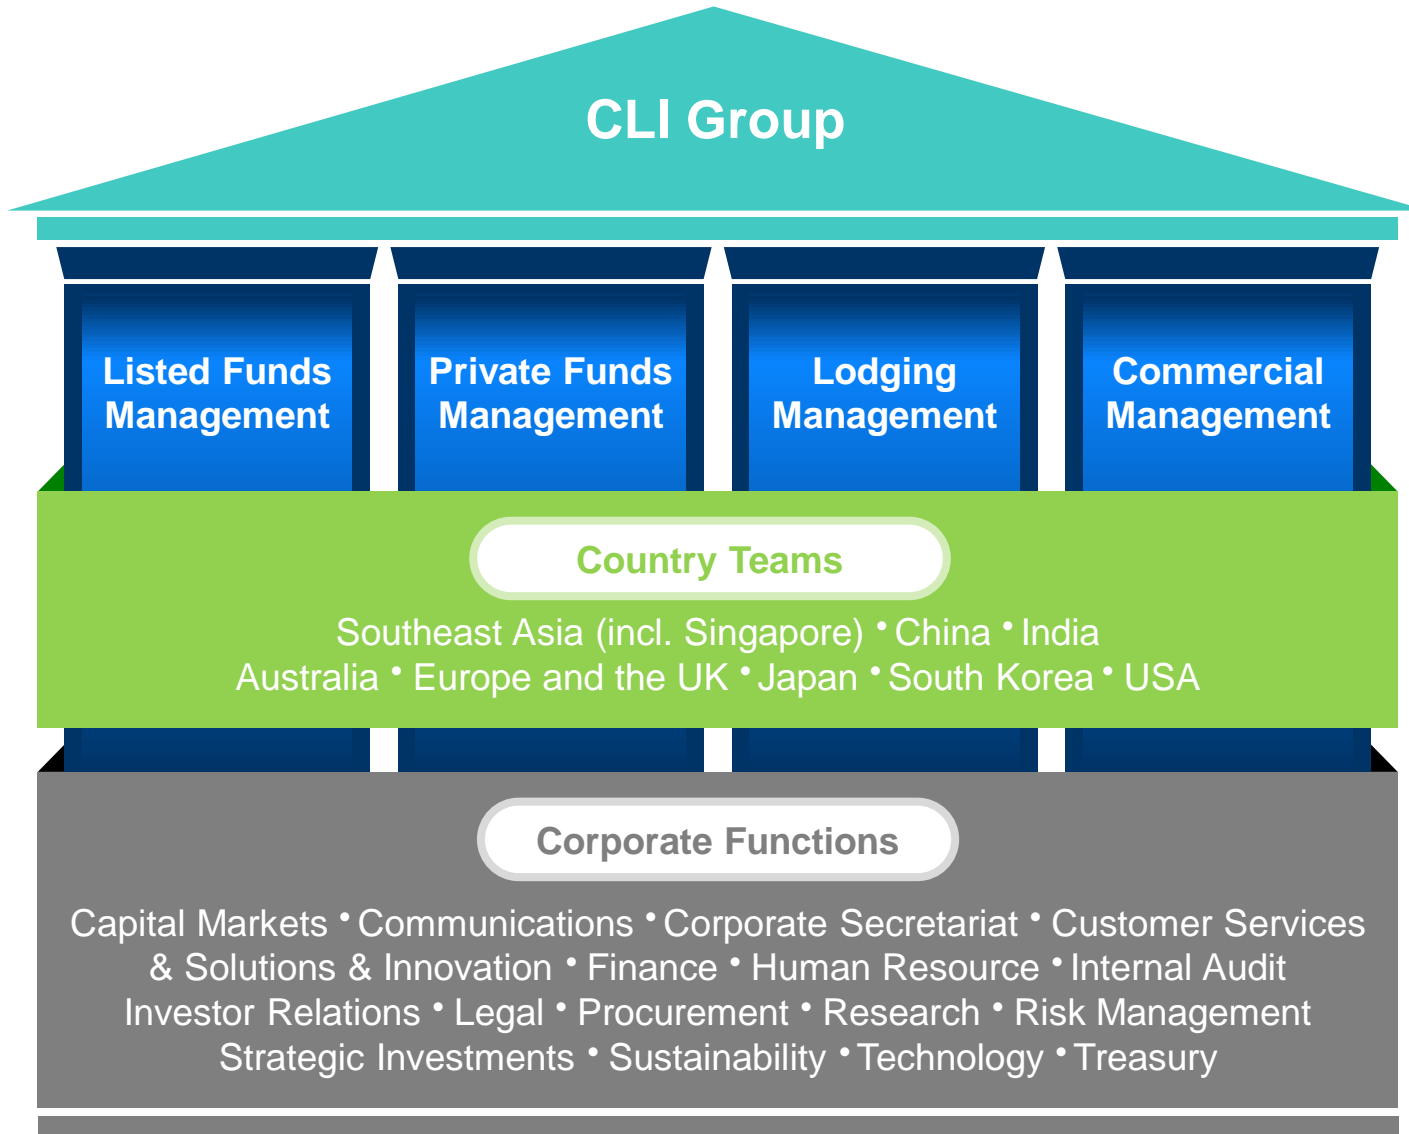 CLI Group
Listed Funds
Management
Private Funds
Management
Lodging
Management
Commercial
Management
Country Teams
Southeast Asia (incl. Singapore) • China • India
Australia • Europe and the UK • Japan • South Korea • USA
Corporate Functions
Capital Markets • Communications • Corporate Secretariat • Customer Services
& Solutions & Innovation • Finance • Human Resource • Internal Audit
Investor Relations • Legal • Procurement • Research • Risk Management
Strategic Investments • Sustainability • Technology • Treasury